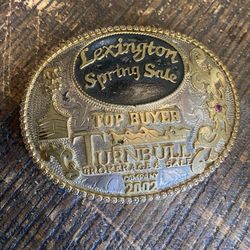 Lexington
Spring Sale
TOP BUYER
TURNBULL
BROKERAGE & SALE
COMPANY
2002